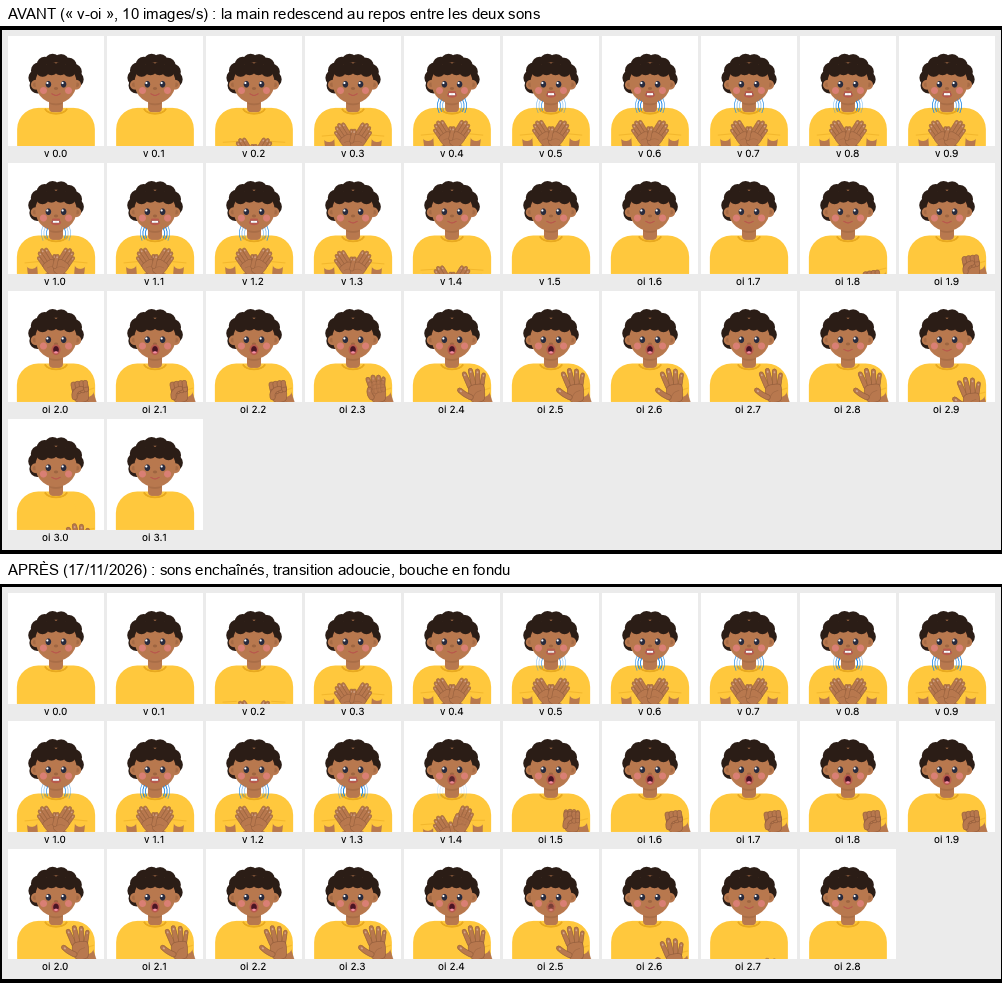 AVANT (« v-oi », 10 images/s) : la main redescend au repos entre les deux sons
v 0.0 v 0.1 v 0.2 v 0.3 v 0.4 v 0.5 v 0.6 v 0.7 v 0.8 v 0.9
v 1.0 v 1.1 v 1.2 v 1.3 v 1.4 v 1.5 oi 1.6 oi 1.7 oi 1.8 oi 1.9
oi 2.0 oi 2.1 oi 2.2 oi 2.3 oi 2.4 oi 2.5 oi 2.6 oi 2.7 oi 2.8 oi 2.9
oi 3.0 oi 3.1
APRÈS (17/11/2026) : sons enchaînés, transition adoucie, bouche en fondu
v 0.0 v 0.1 v 0.2 v 0.3 v 0.4 v 0.5 v 0.6 v 0.7 v 0.8 v 0.9
v 1.0 v 1.1 v 1.2 v 1.3 v 1.4 oi 1.5 oi 1.6 oi 1.7 oi 1.8 oi 1.9
oi 2.0 oi 2.1 oi 2.2 oi 2.3 oi 2.4 oi 2.5 oi 2.6 oi 2.7 oi 2.8